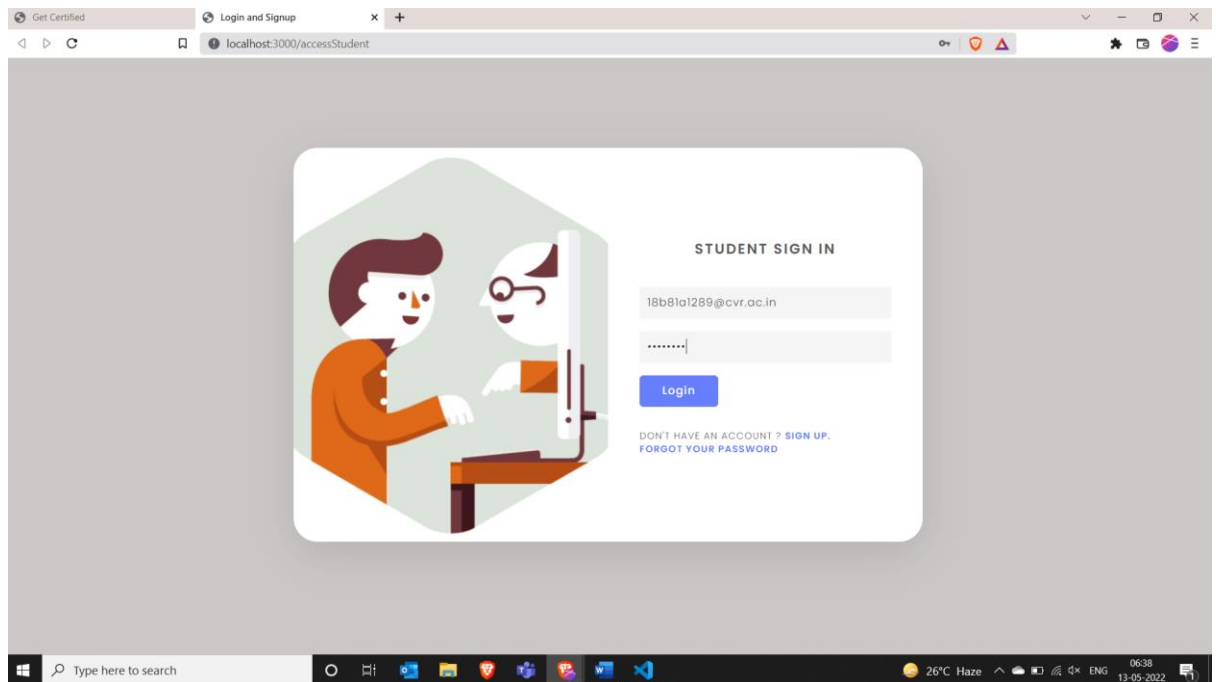 Get Certified
Login and Signup
localhost:3000/accessStudent
STUDENT SIGN IN
18b81a1289@cvr.ac.in
••••••••
Login
DON'T HAVE AN ACCOUNT ? SIGN UP.
FORGOT YOUR PASSWORD
Type here to search
26°C Haze
ENG
06:38
13-05-2022